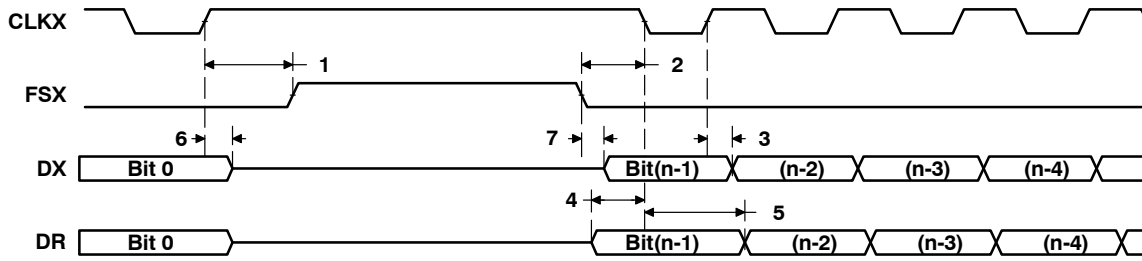 CLKX
1 2
FSX
6 7 3
DX Bit 0 Bit(n-1) (n-2) (n-3) (n-4)
4 5
DR Bit 0 Bit(n-1) (n-2) (n-3) (n-4)